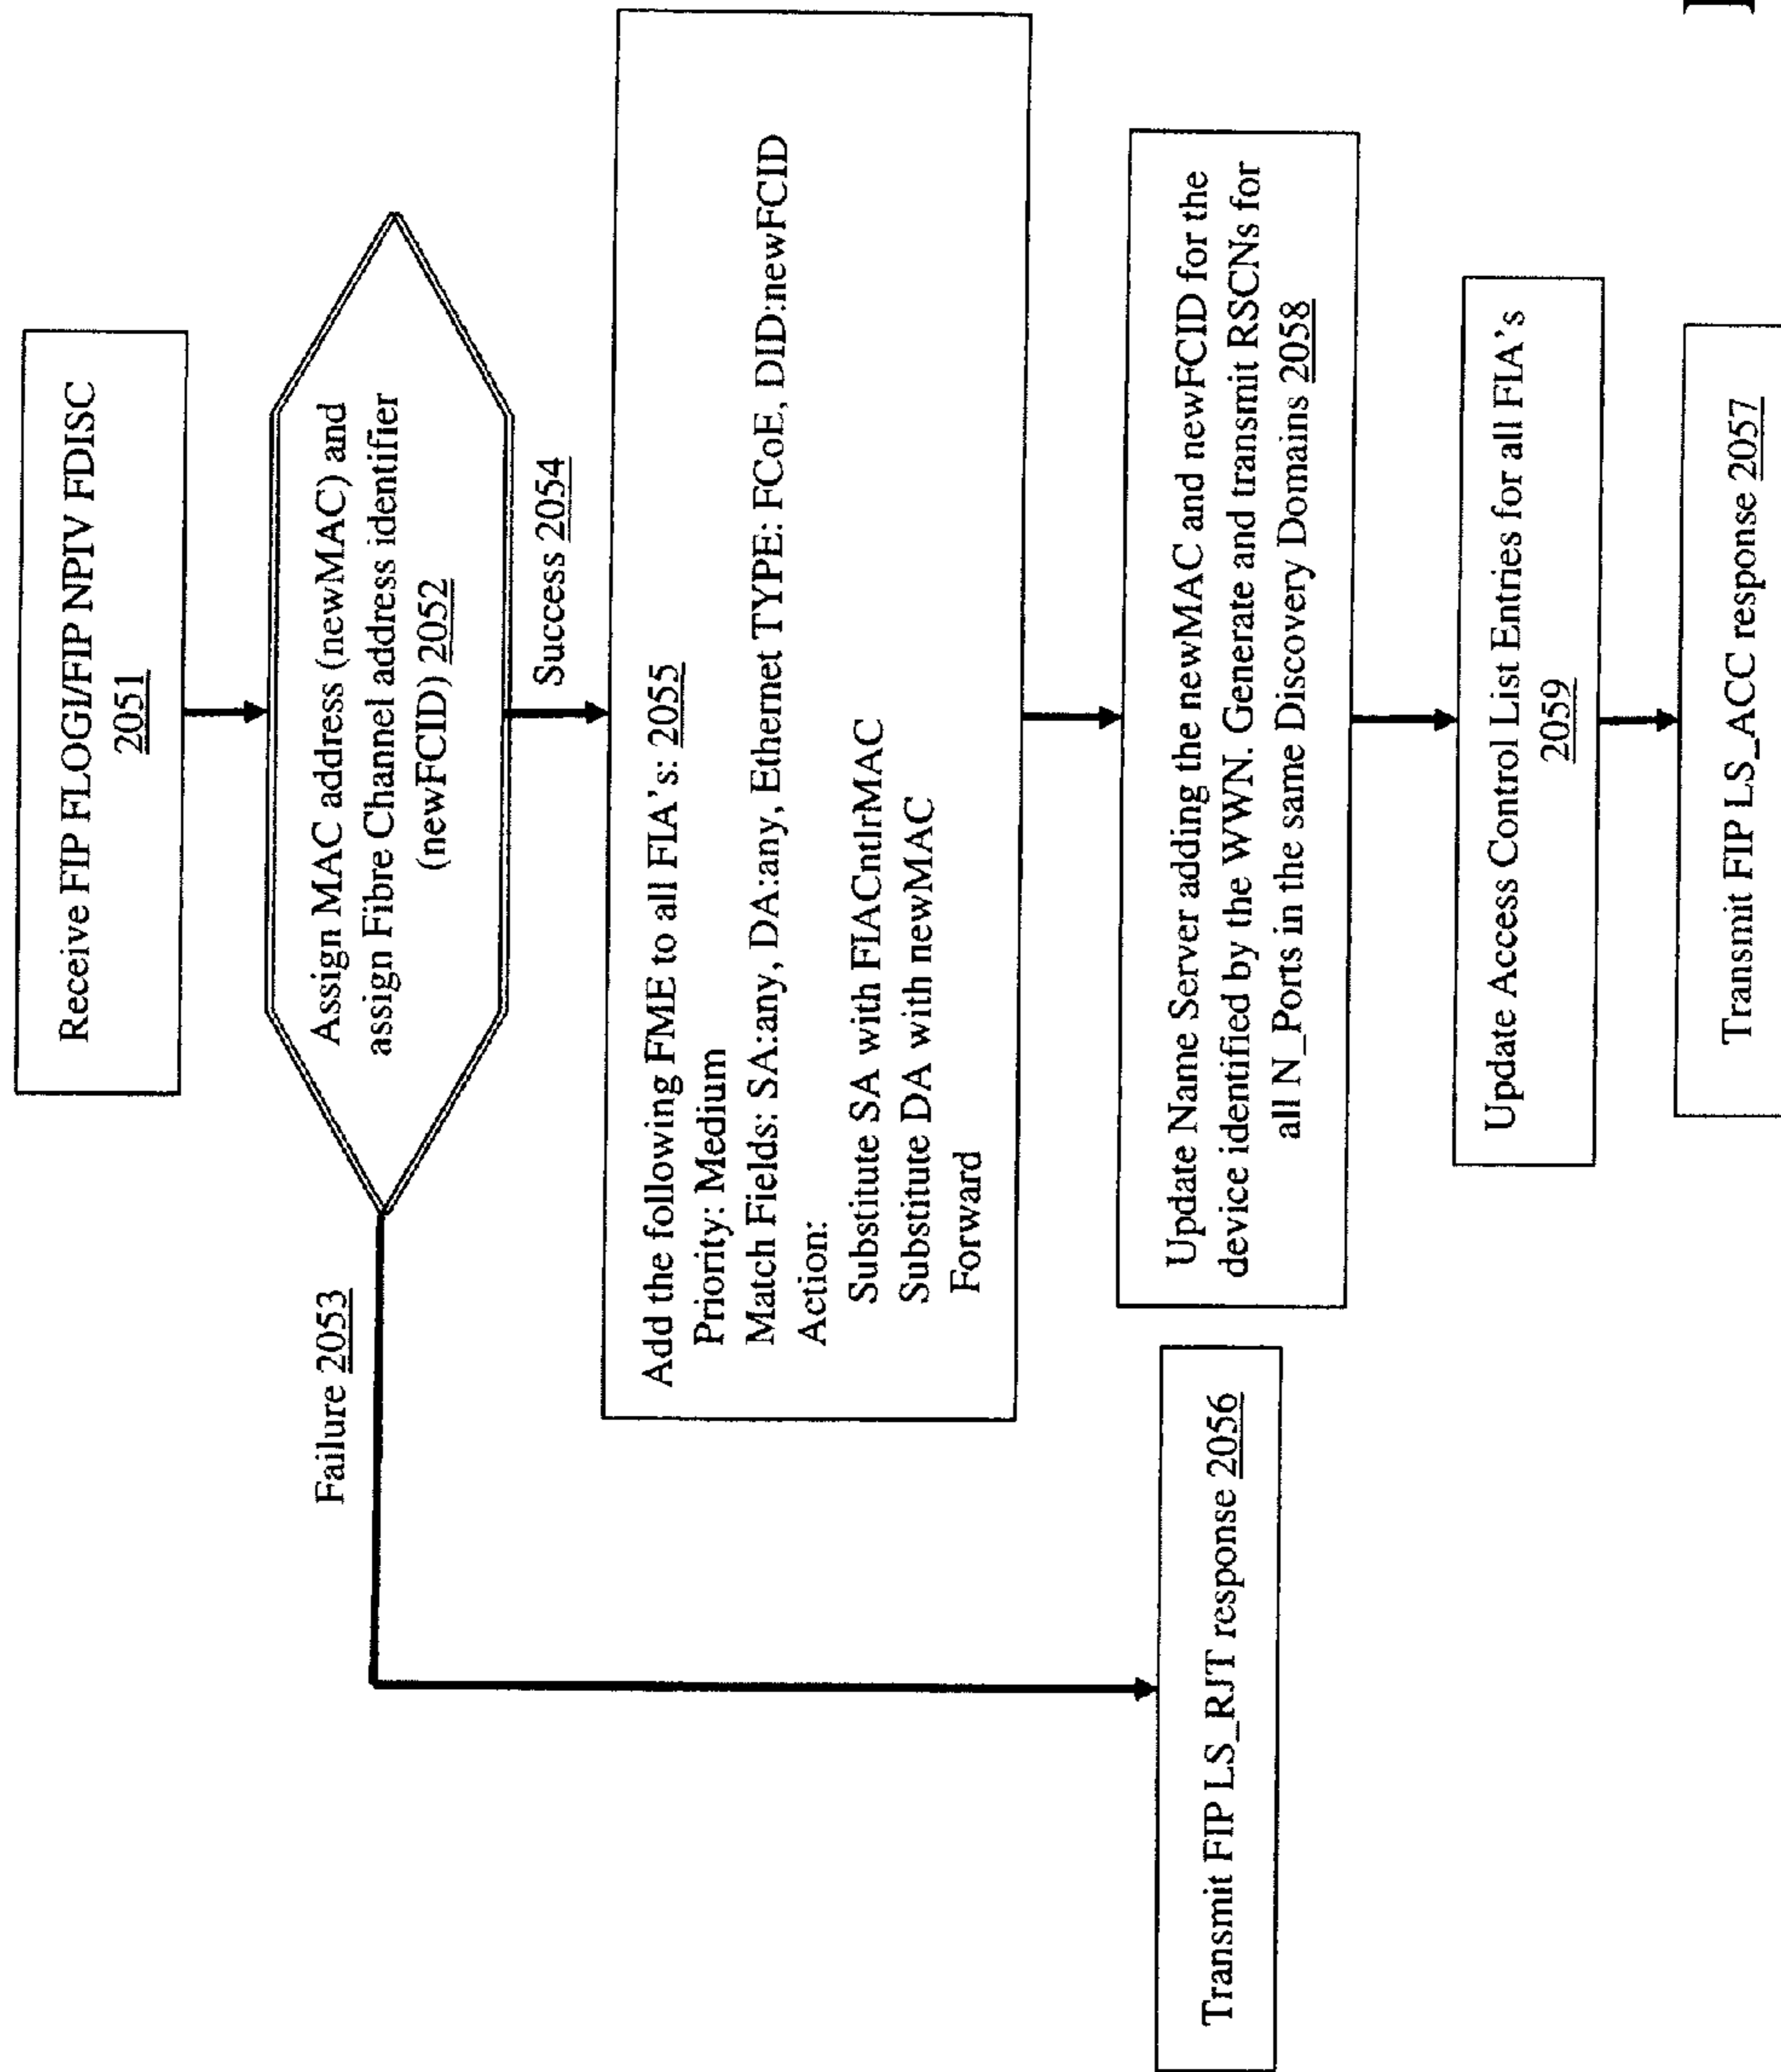 Receive FIP FLOGI/FIP NPIV FDISC
2051
Assign MAC address (newMAC) and
assign Fibre Channel address identifier
(newFCID) 2052
Failure 2053
Success 2054
Add the following FME to all FIA's: 2055
Priority: Medium
Match Fields: SA:any, DA:any, Ethernet TYPE: FCoE, DID:newFCID
Action:
Substitute SA with FIACntlrMAC
Substitute DA with newMAC
Forward
Update Name Server adding the newMAC and newFCID for the
device identified by the WWN. Generate and transmit RSCNs for
all N_Ports in the same Discovery Domains 2058
Transmit FIP LS_RJT response 2056
Update Access Control List Entries for all FIA's
2059
Transmit FIP LS_ACC response 2057